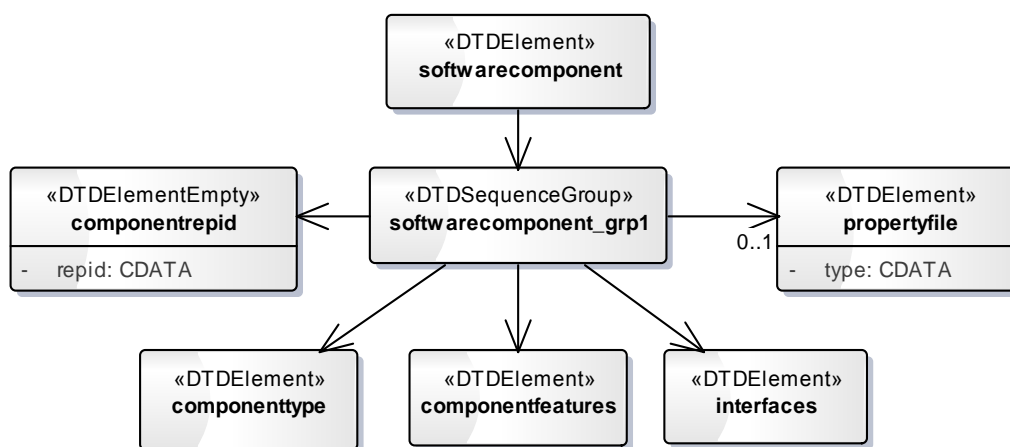 «DTDElement»
softwarecomponent
«DTDElementEmpty»
componentrepid
- repid: CDATA
«DTDSequenceGroup»
softwarecomponent_grp1
0..1
«DTDElement»
propertyfile
- type: CDATA
«DTDElement»
componenttype
«DTDElement»
componentfeatures
«DTDElement»
interfaces